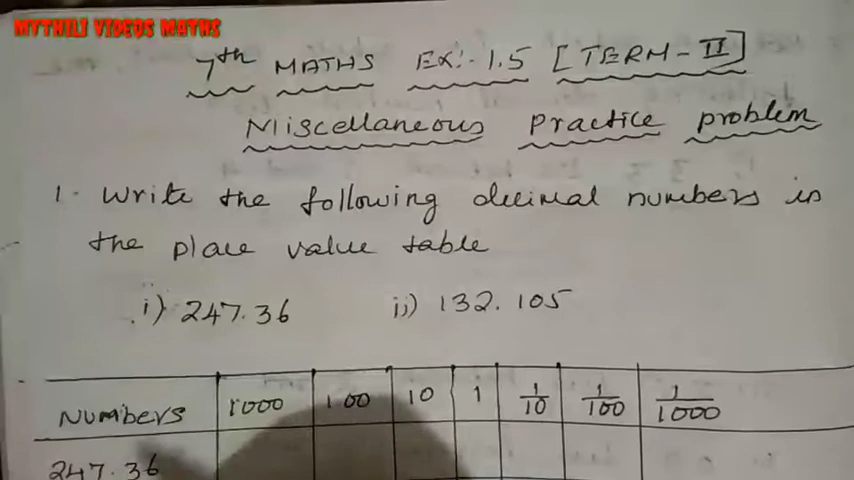 MYTHILI VIDEOS MATHS
7th MATHS EX:- 1.5 [TERM - II]
Miscellaneous Practice problem
1. Write the following decimal numbers in
the place value table
i) 247.36 ii) 132.105
Numbers 1000 100 10 1 1/10 1/100 1/1000
247.36